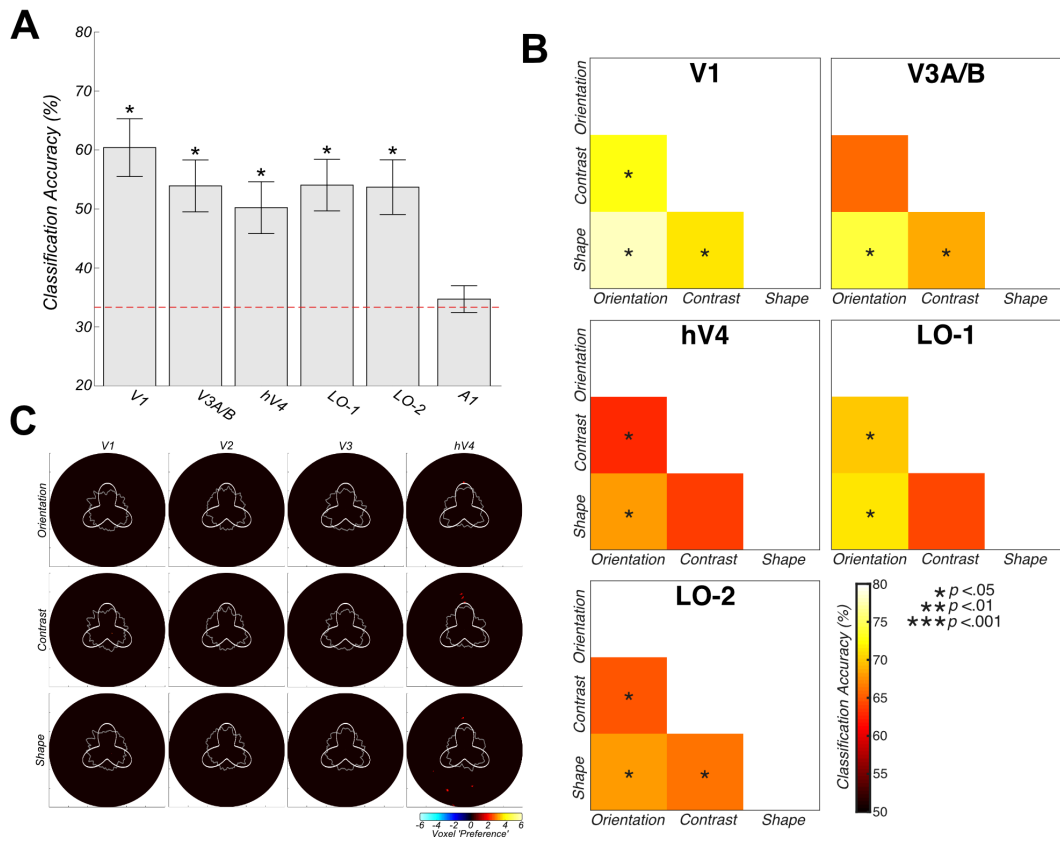 A
Classification Accuracy (%)
80
70
60
50
40
30
20
*
*
*
*
*
V1
V3A/B
hV4
LO-1
LO-2
A1
B
V1
Orientation
Contrast
Shape
*
*
*
Orientation Contrast Shape
V3A/B
*
*
Orientation Contrast Shape
hV4
Orientation
Contrast
Shape
*
*
Orientation Contrast Shape
LO-1
*
*
Orientation Contrast Shape
LO-2
Orientation
Contrast
Shape
*
*
*
Orientation Contrast Shape
Classification Accuracy (%)
80
75
70
65
60
55
50
* p <.05
** p <.01
*** p <.001
C
V1 V2 V3 hV4
Orientation
Contrast
Shape
-6 -4 -2 0 2 4 6
Voxel 'Preference'